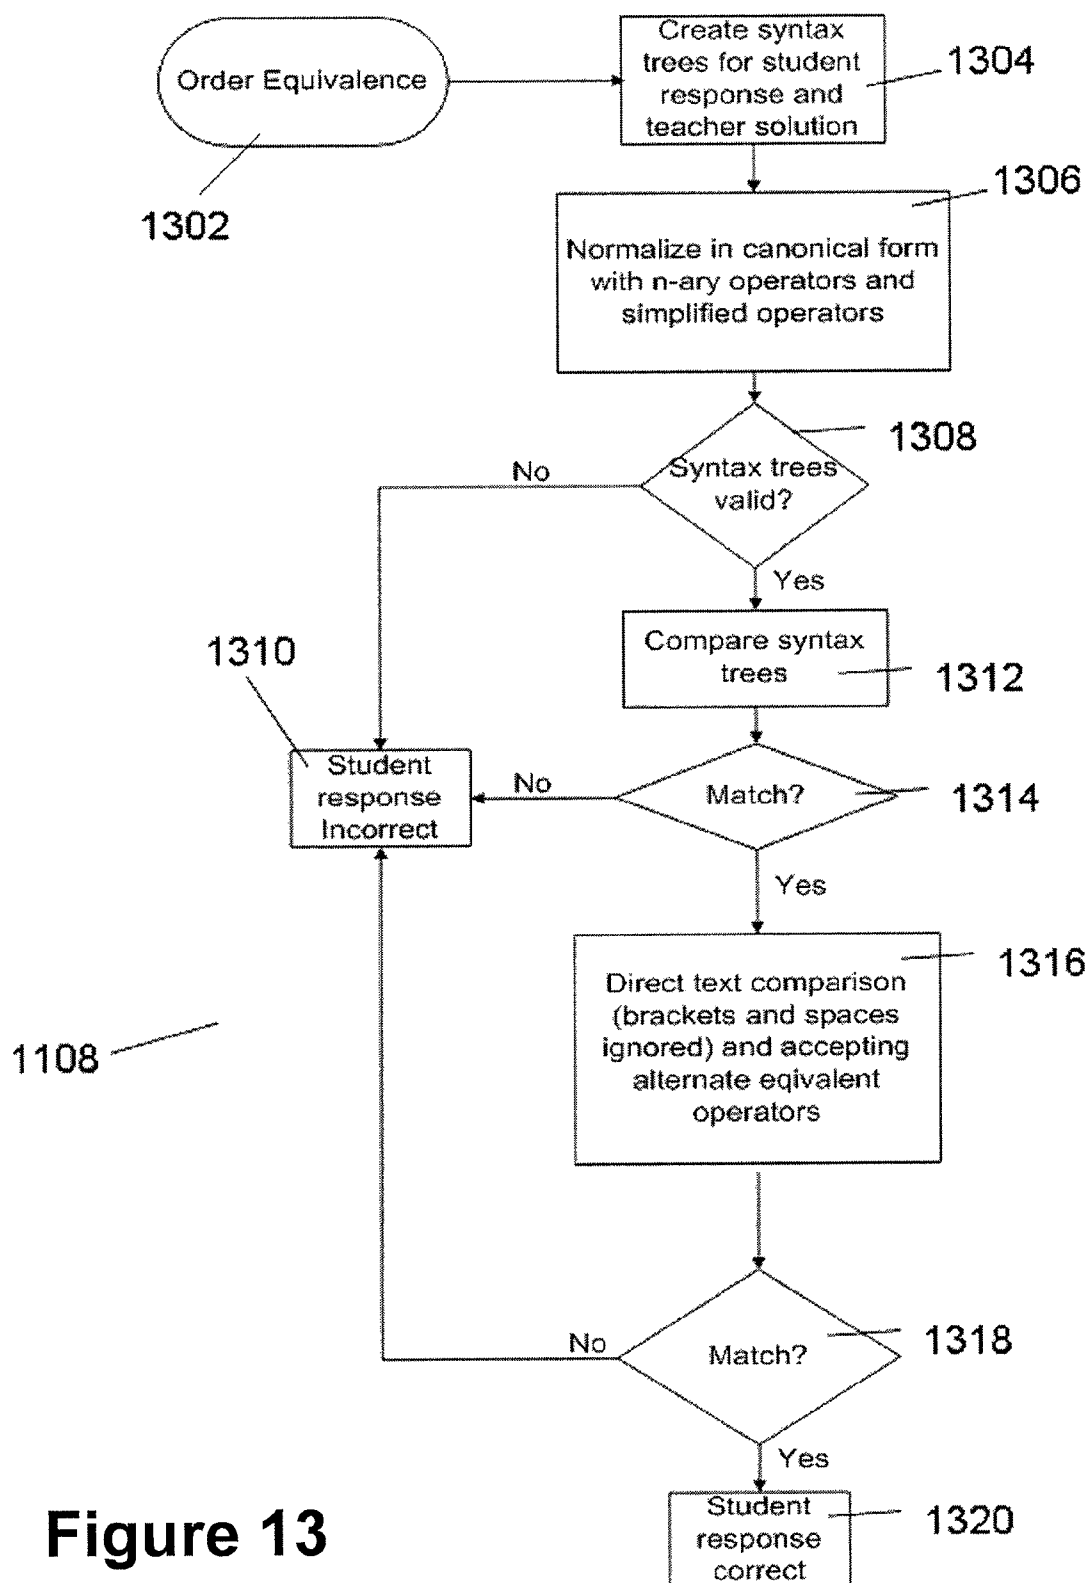 Order Equivalence
Create syntax
trees for student
response and
teacher solution
1304
1302
1306
Normalize in canonical form
with n-ary operators and
simplified operators
1308
Syntax trees
valid?
No
Yes
1310
Compare syntax
trees
1312
Student
response
Incorrect
No
Match?
1314
Yes
1316
Direct text comparison
(brackets and spaces
ignored) and accepting
alternate eqivalent
operators
1108
No
Match?
1318
Yes
Student
response
correct
1320
Figure 13